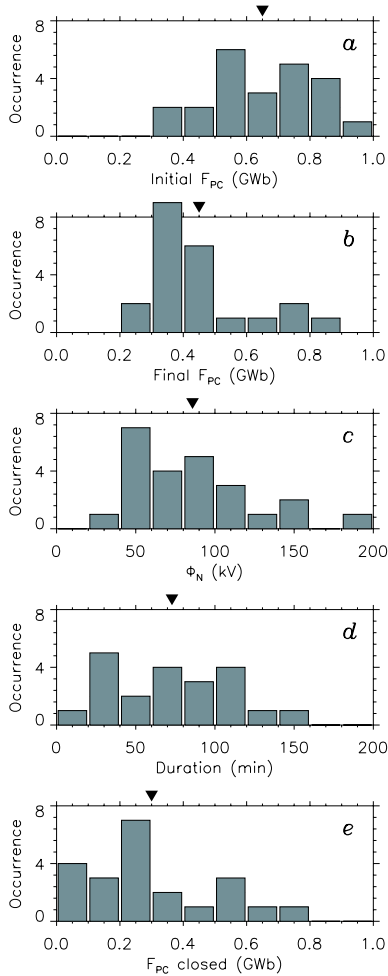 8
a
Occurrence
4
0
0.0 0.2 0.4 0.6 0.8 1.0
Initial F_PC (GWb)
8
b
Occurrence
4
0
0.0 0.2 0.4 0.6 0.8 1.0
Final F_PC (GWb)
8
c
Occurrence
4
0
0 50 100 150 200
Φ_N (kV)
8
d
Occurrence
4
0
0 50 100 150 200
Duration (min)
8
e
Occurrence
4
0
0.0 0.2 0.4 0.6 0.8 1.0
F_PC closed (GWb)